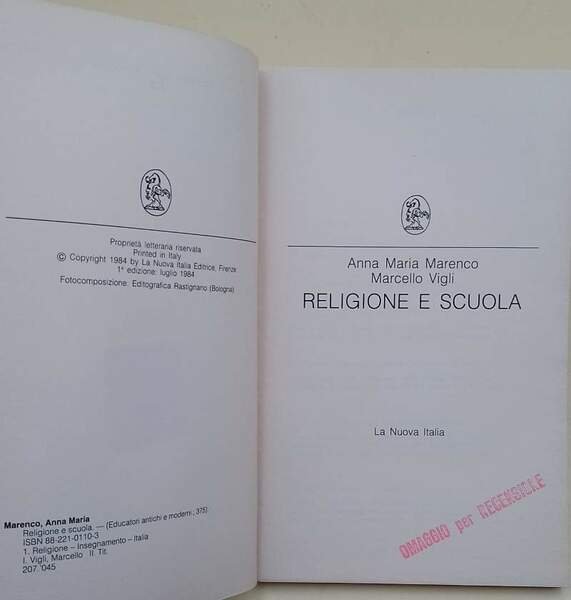 Proprietà letteraria riservata
Printed in Italy
© Copyright 1984 by La Nuova Italia Editrice, Firenze
1ª edizione: luglio 1984
Fotocomposizione: Editografica Rastignano (Bologna)
Marenco, Anna Maria
Religione e scuola. — (Educatori antichi e moderni ; 375)
ISBN 88-221-0110-3
1. Religione – Insegnamento – Italia
I. Vigli, Marcello II. Tit.
207.'045
Anna Maria Marenco
Marcello Vigli
RELIGIONE E SCUOLA
La Nuova Italia
OMAGGIO per RECENSIONE